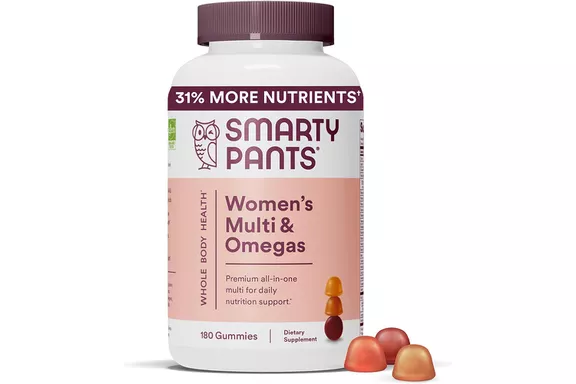 31% MORE NUTRIENTS†
SMARTY
PANTS®
WHOLE BODY HEALTH*
Women's
Multi &
Omegas
Premium all-in-one
multi for daily
nutrition support.*
180 Gummies
Dietary
Supplement